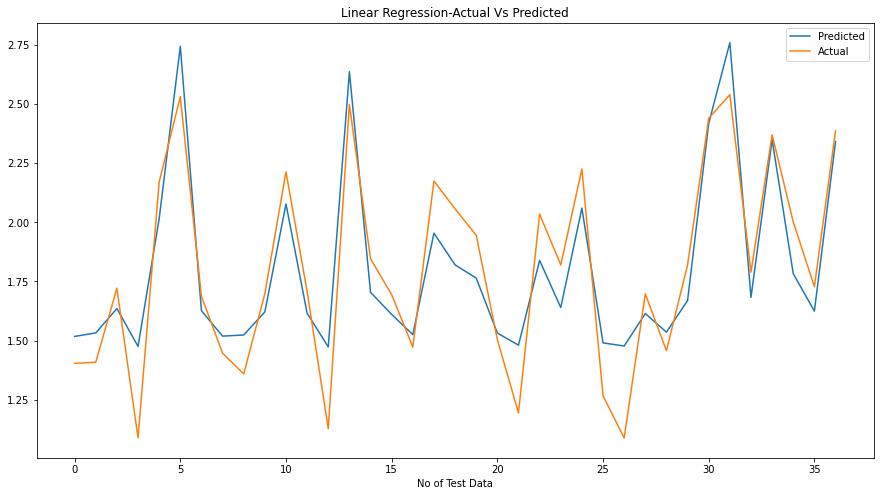 Linear Regression-Actual Vs Predicted
Predicted
Actual
2.75
2.50
2.25
2.00
1.75
1.50
1.25
0 5 10 15 20 25 30 35
No of Test Data